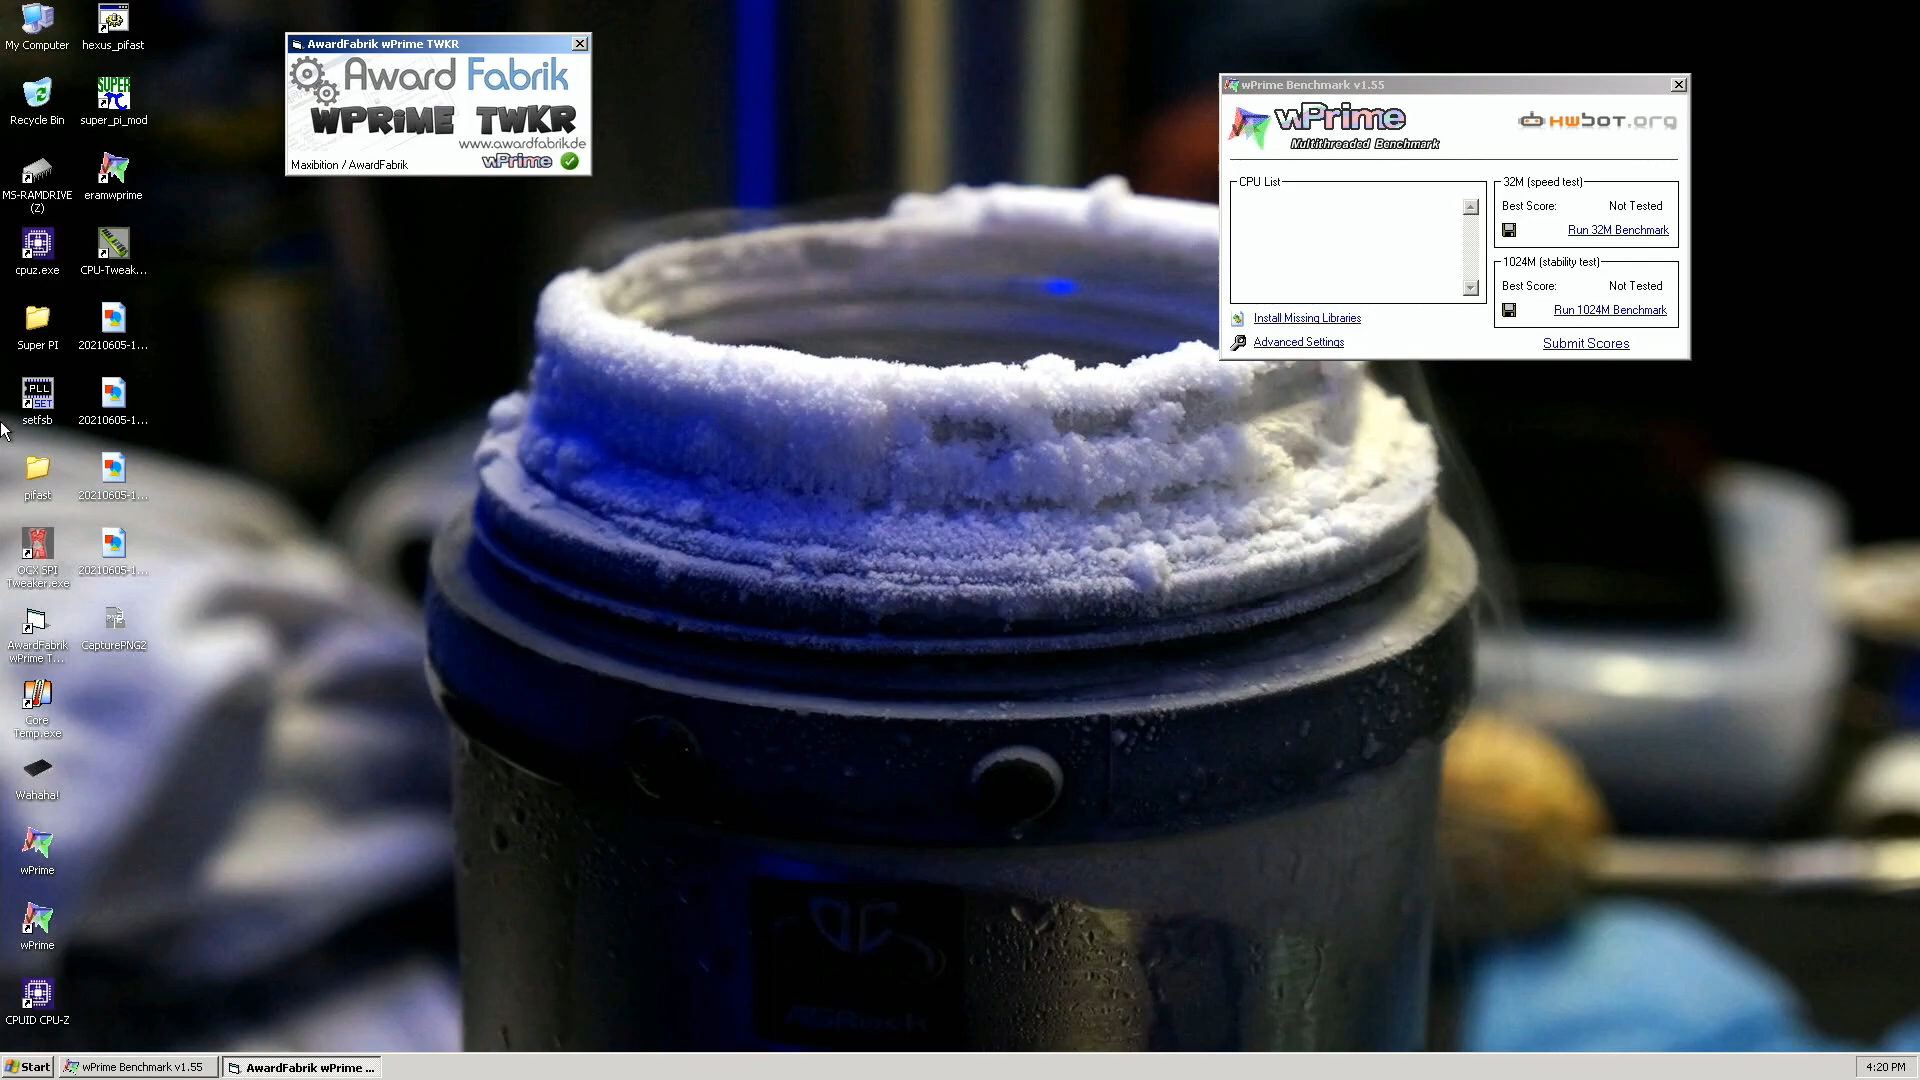 My Computer
hexus_pifast
Recycle Bin
SUPER
super_pi_mod
MS-RAMDRIVE
(Z)
eramwprime
cpuz.exe
CPU-Tweak...
Super PI
20210605-1...
PLL
SET
setfsb
20210605-1...
pifast
20210605-1...
OCX SPI
Tweaker.exe
20210605-1...
AwardFabrik
wPrime T...
CapturePNG2
Core
Temp.exe
Wahaha!
wPrime
wPrime
CPUID CPU-Z
AwardFabrik wPrime TWKR
Award Fabrik
WPRIME TWKR
www.awardfabrik.de
Maxibition / AwardFabrik
wPrime
wPrime Benchmark v1.55
wPrime
Multithreaded Benchmark
HWBOT.org
CPU List
32M (speed test)
Best Score: Not Tested
Run 32M Benchmark
1024M (stability test)
Best Score: Not Tested
Run 1024M Benchmark
Install Missing Libraries
Advanced Settings
Submit Scores
ASRock
Start
wPrime Benchmark v1.55
AwardFabrik wPrime ...
4:20 PM